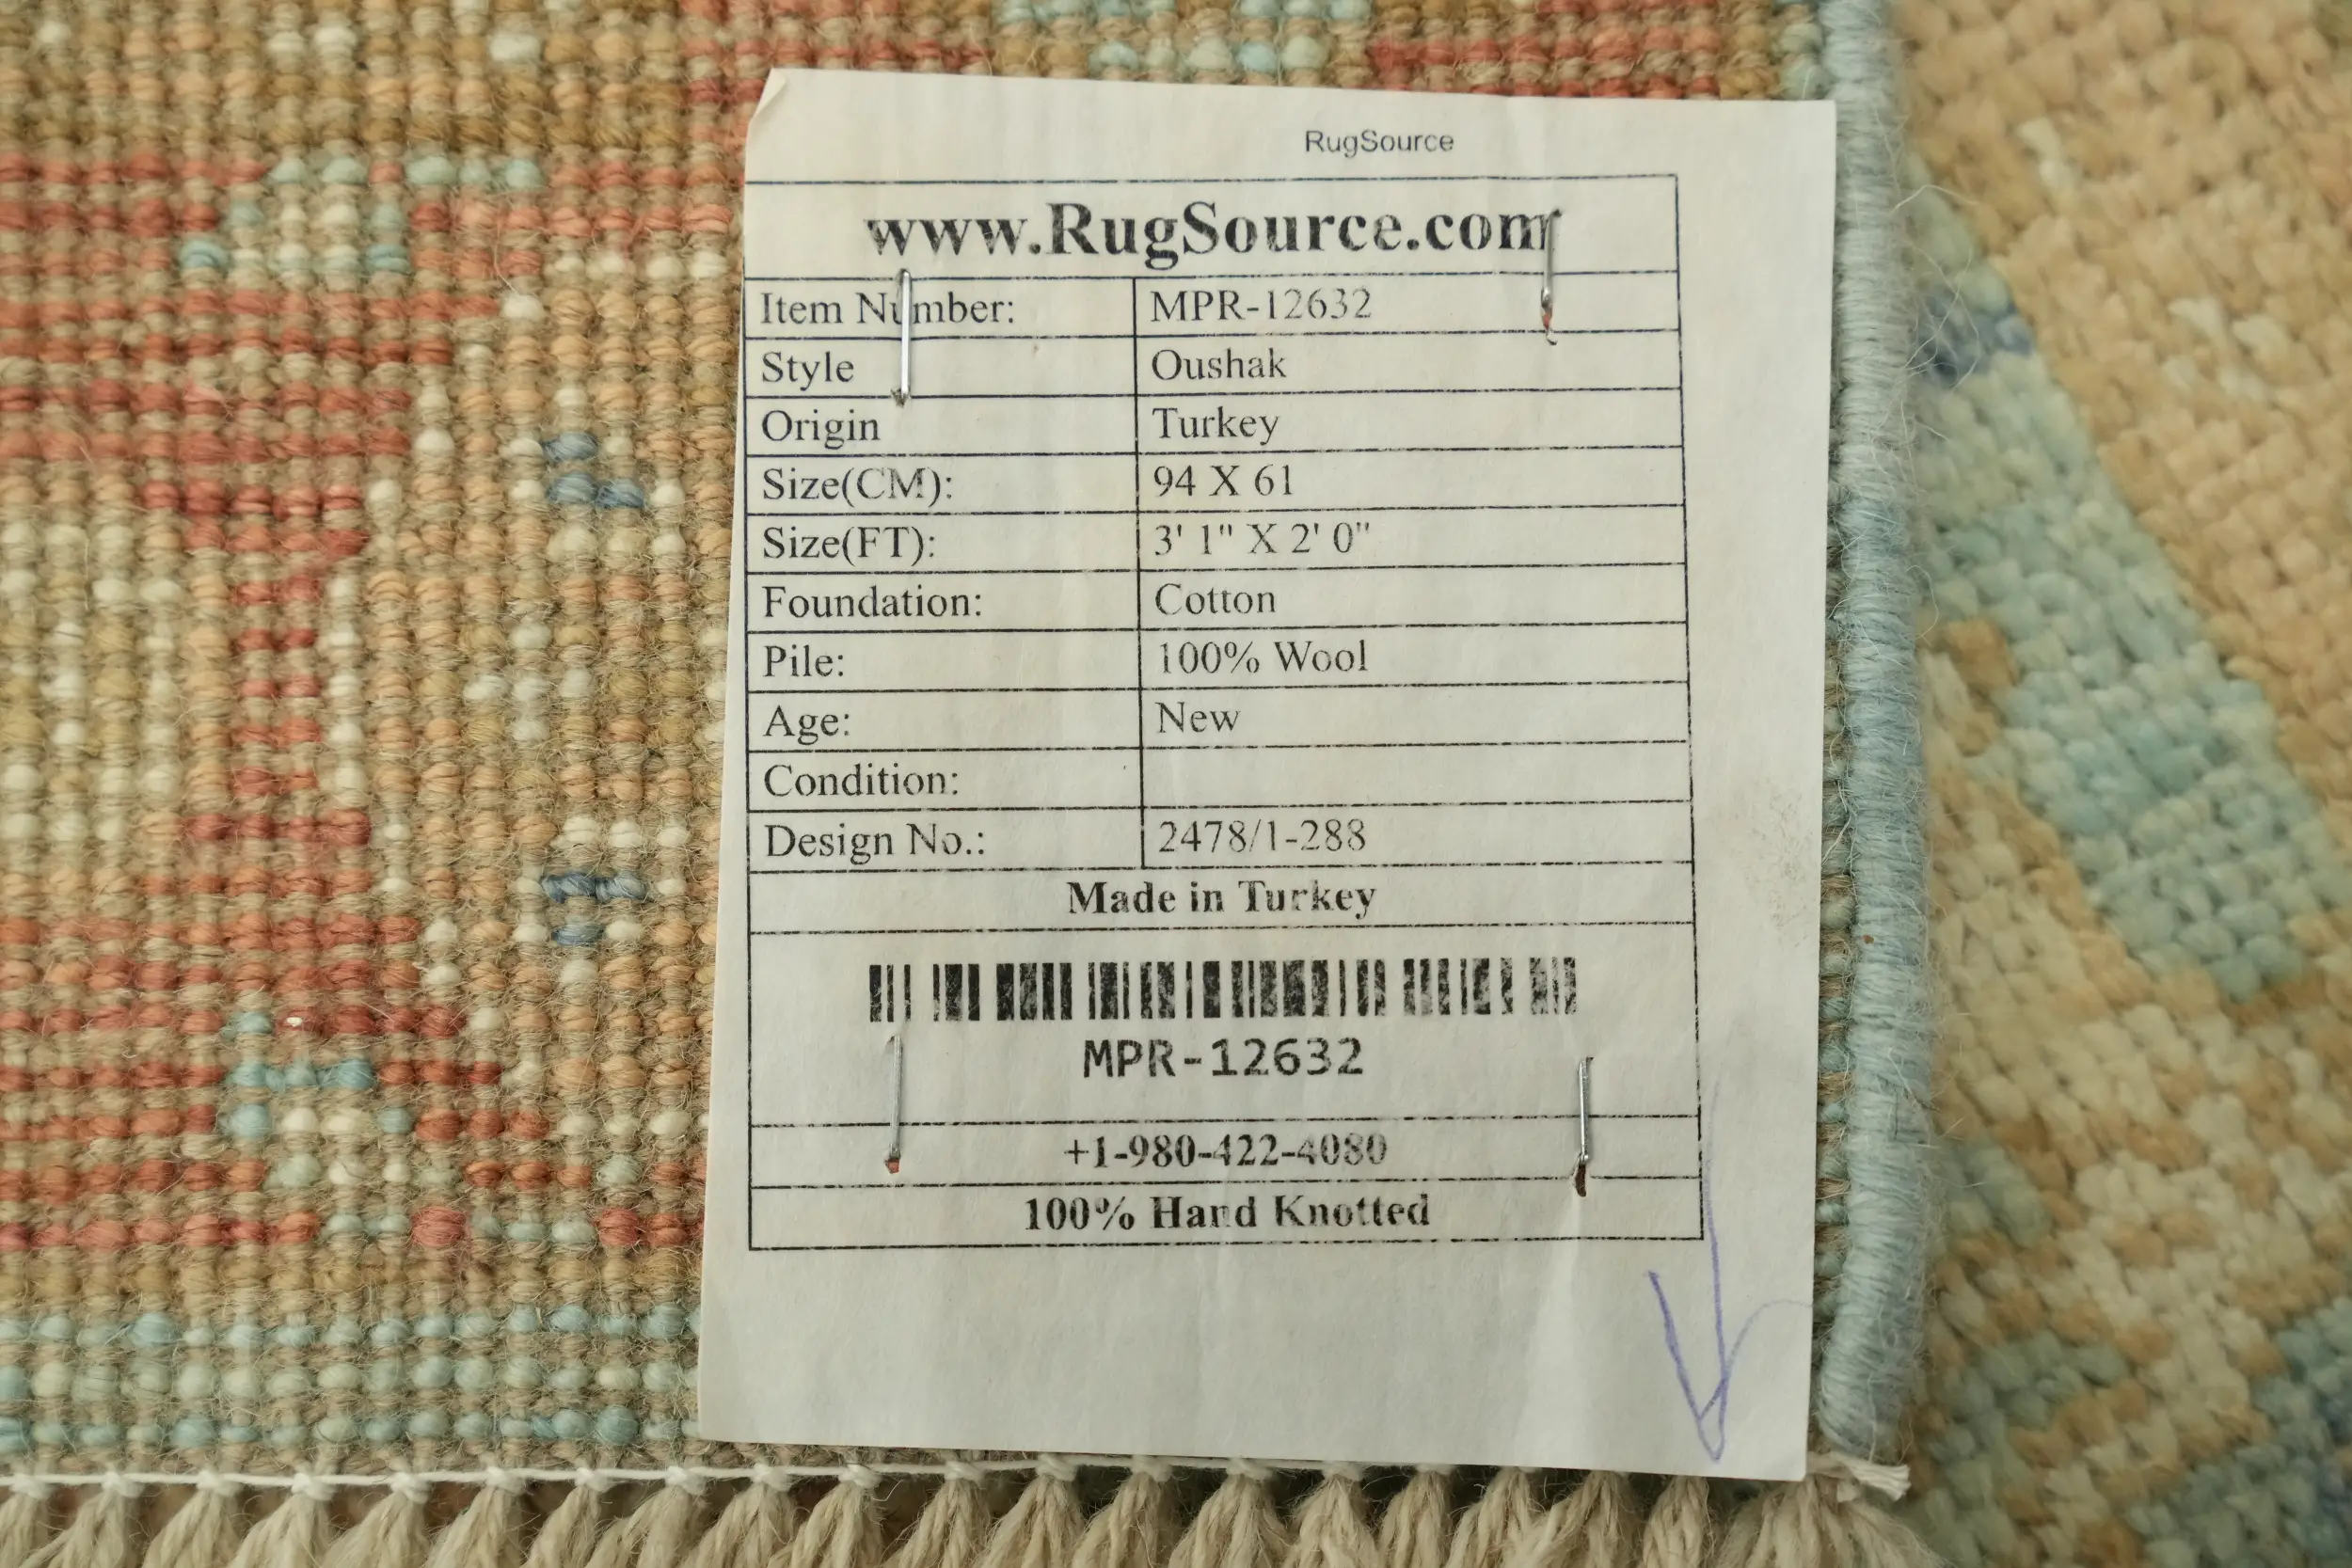 RugSource
www.RugSource.com
Item Number: MPR-12632
Style Oushak
Origin Turkey
Size(CM): 94 X 61
Size(FT): 3' 1" X 2' 0"
Foundation: Cotton
Pile: 100% Wool
Age: New
Condition:
Design No.: 2478/1-288
Made in Turkey
MPR-12632
+1-980-422-4080
100% Hand Knotted